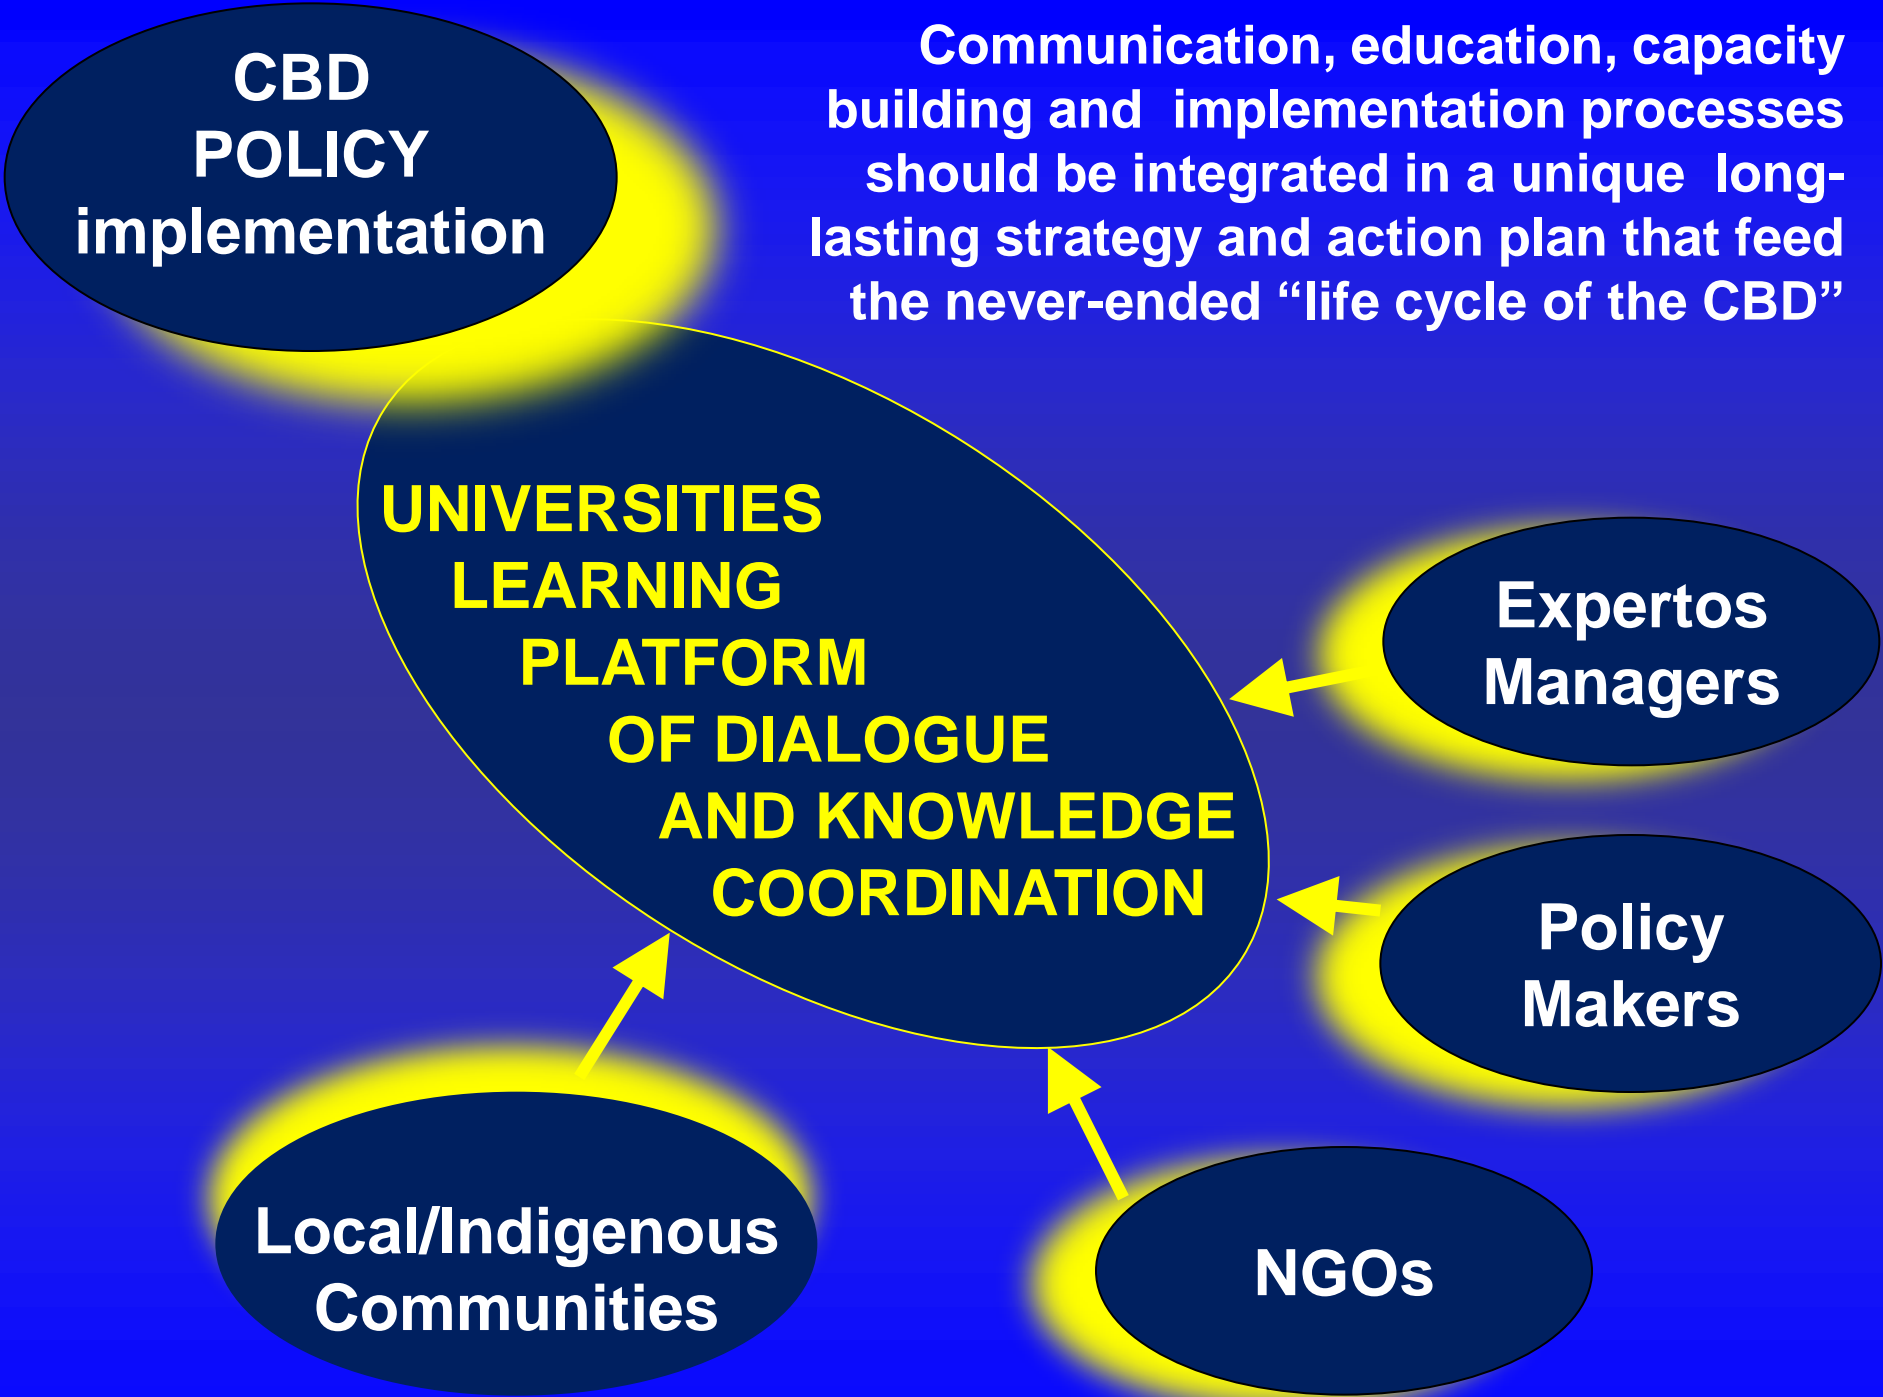 CBD
POLICY
implementation
Communication, education, capacity
building and implementation processes
should be integrated in a unique long-
lasting strategy and action plan that feed
the never-ended “life cycle of the CBD”
UNIVERSITIES
LEARNING
PLATFORM
OF DIALOGUE
AND KNOWLEDGE
COORDINATION
Expertos
Managers
Policy
Makers
Local/Indigenous
Communities
NGOs